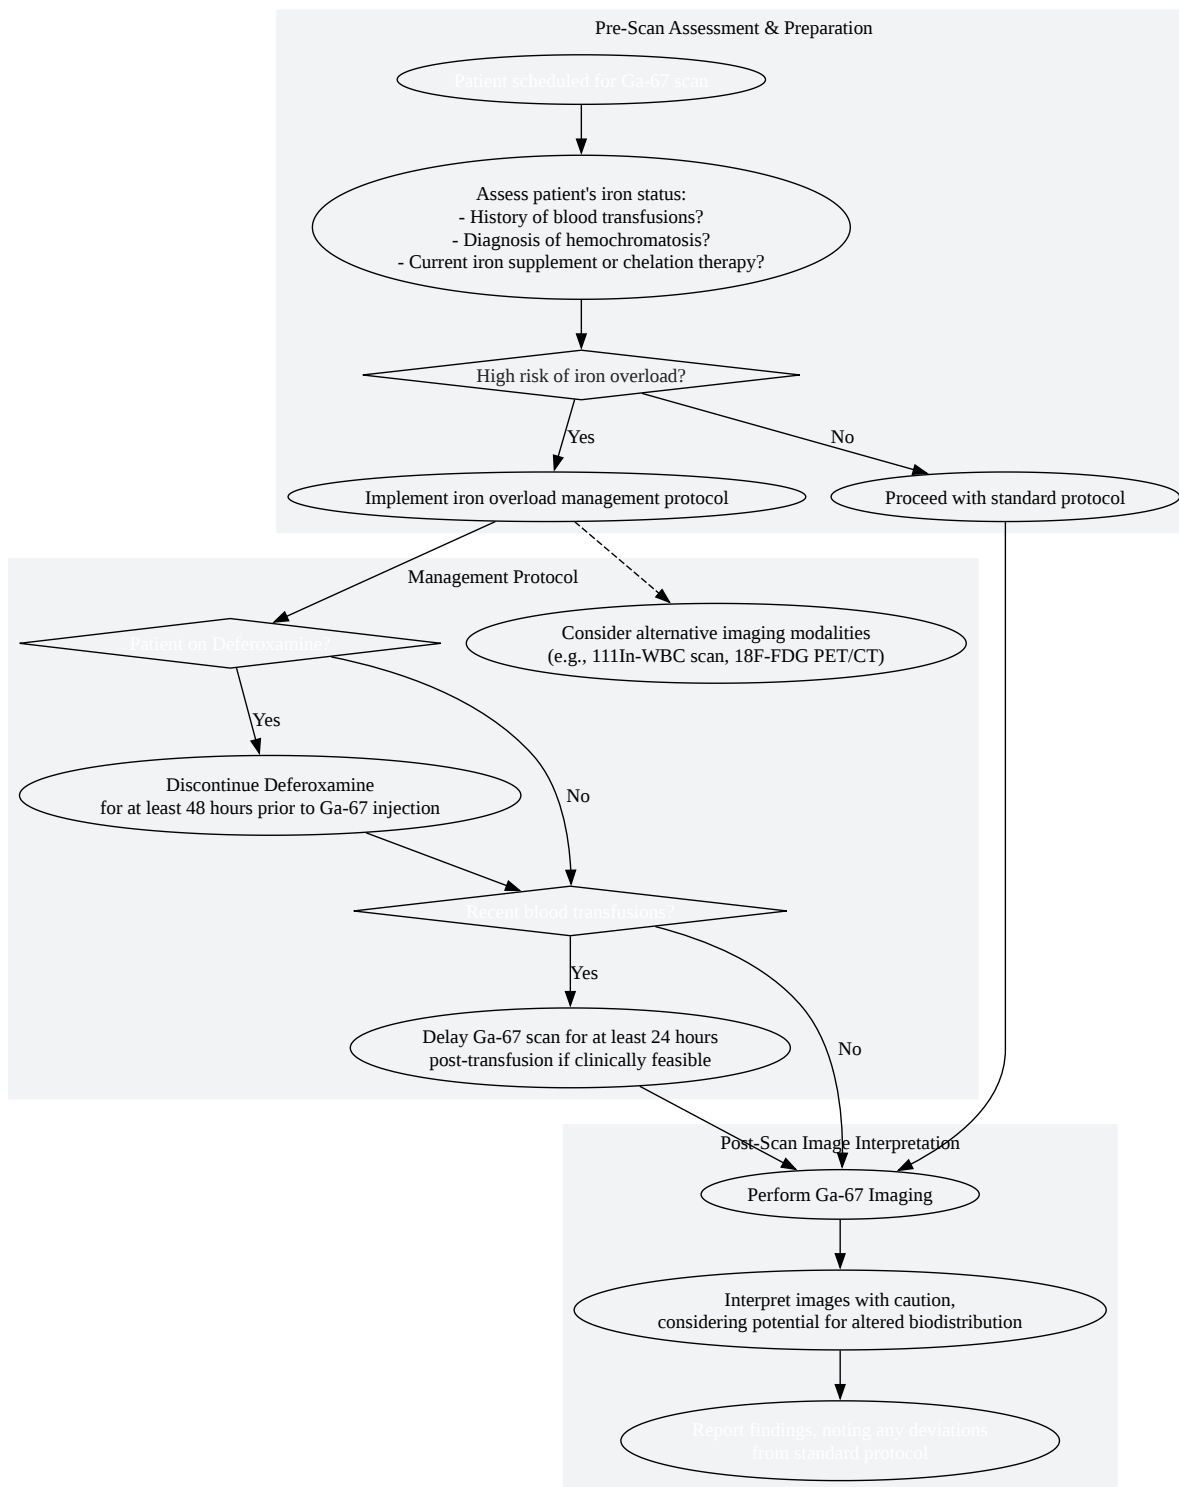 Pre-Scan Assessment & Preparation
Patient scheduled for Ga-67 scan
Assess patient's iron status:
- History of blood transfusions?
- Diagnosis of hemochromatosis?
- Current iron supplement or chelation therapy?
High risk of iron overload?
Yes
No
Implement iron overload management protocol
Proceed with standard protocol
Management Protocol
Patient on Deferoxamine?
Consider alternative imaging modalities
(e.g., 111In-WBC scan, 18F-FDG PET/CT)
Yes
Discontinue Deferoxamine
for at least 48 hours prior to Ga-67 injection
No
Recent blood transfusions?
Yes
Delay Ga-67 scan for at least 24 hours
post-transfusion if clinically feasible
No
Post-Scan Image Interpretation
Perform Ga-67 Imaging
Interpret images with caution,
considering potential for altered biodistribution
Report findings, noting any deviations
from standard protocol